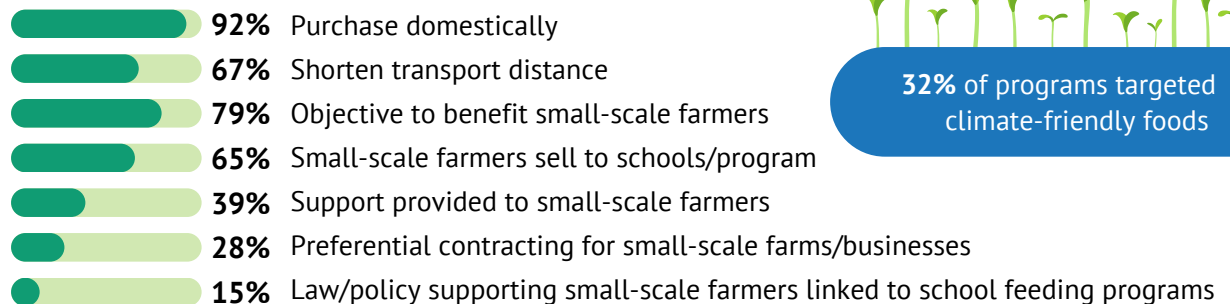 92% Purchase domestically
67% Shorten transport distance
79% Objective to benefit small-scale farmers
65% Small-scale farmers sell to schools/program
39% Support provided to small-scale farmers
28% Preferential contracting for small-scale farms/businesses
15% Law/policy supporting small-scale farmers linked to school feeding programs
32% of programs targeted
climate-friendly foods